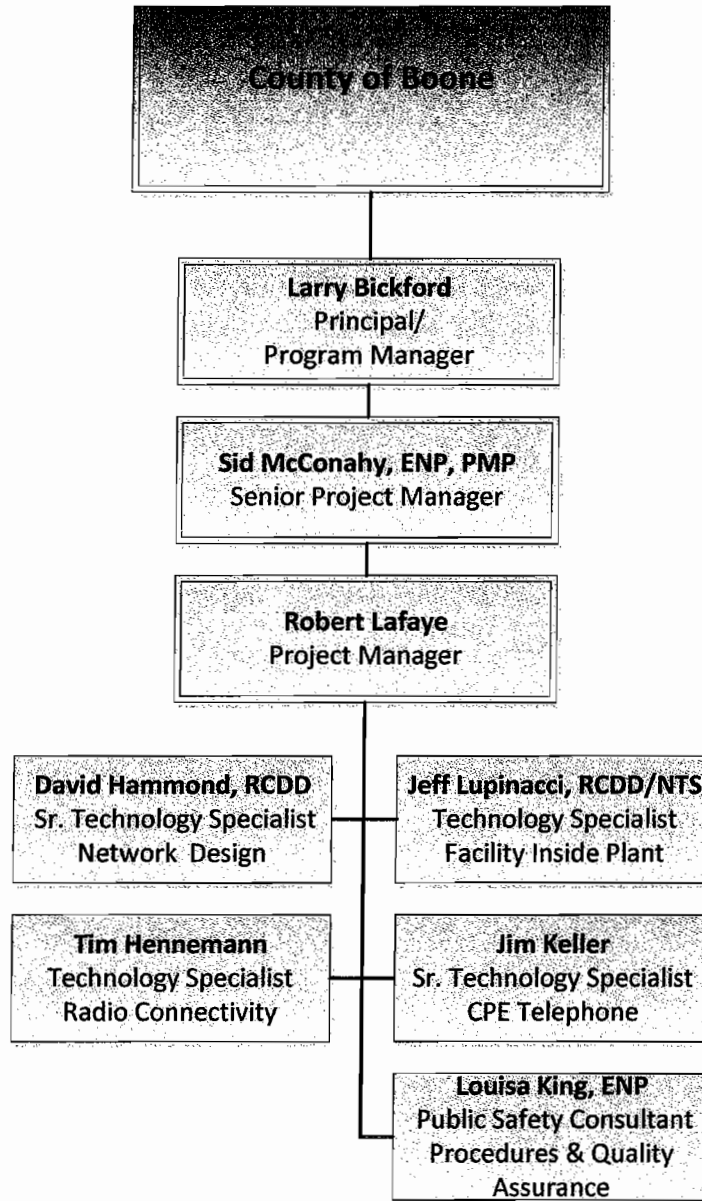 County of Boone
Larry Bickford
Principal/
Program Manager
Sid McConahy, ENP, PMP
Senior Project Manager
Robert Lafaye
Project Manager
David Hammond, RCDD
Sr. Technology Specialist
Network Design
Jeff Lupinacci, RCDD/NTS
Technology Specialist
Facility Inside Plant
Tim Hennemann
Technology Specialist
Radio Connectivity
Jim Keller
Sr. Technology Specialist
CPE Telephone
Louisa King, ENP
Public Safety Consultant
Procedures & Quality
Assurance